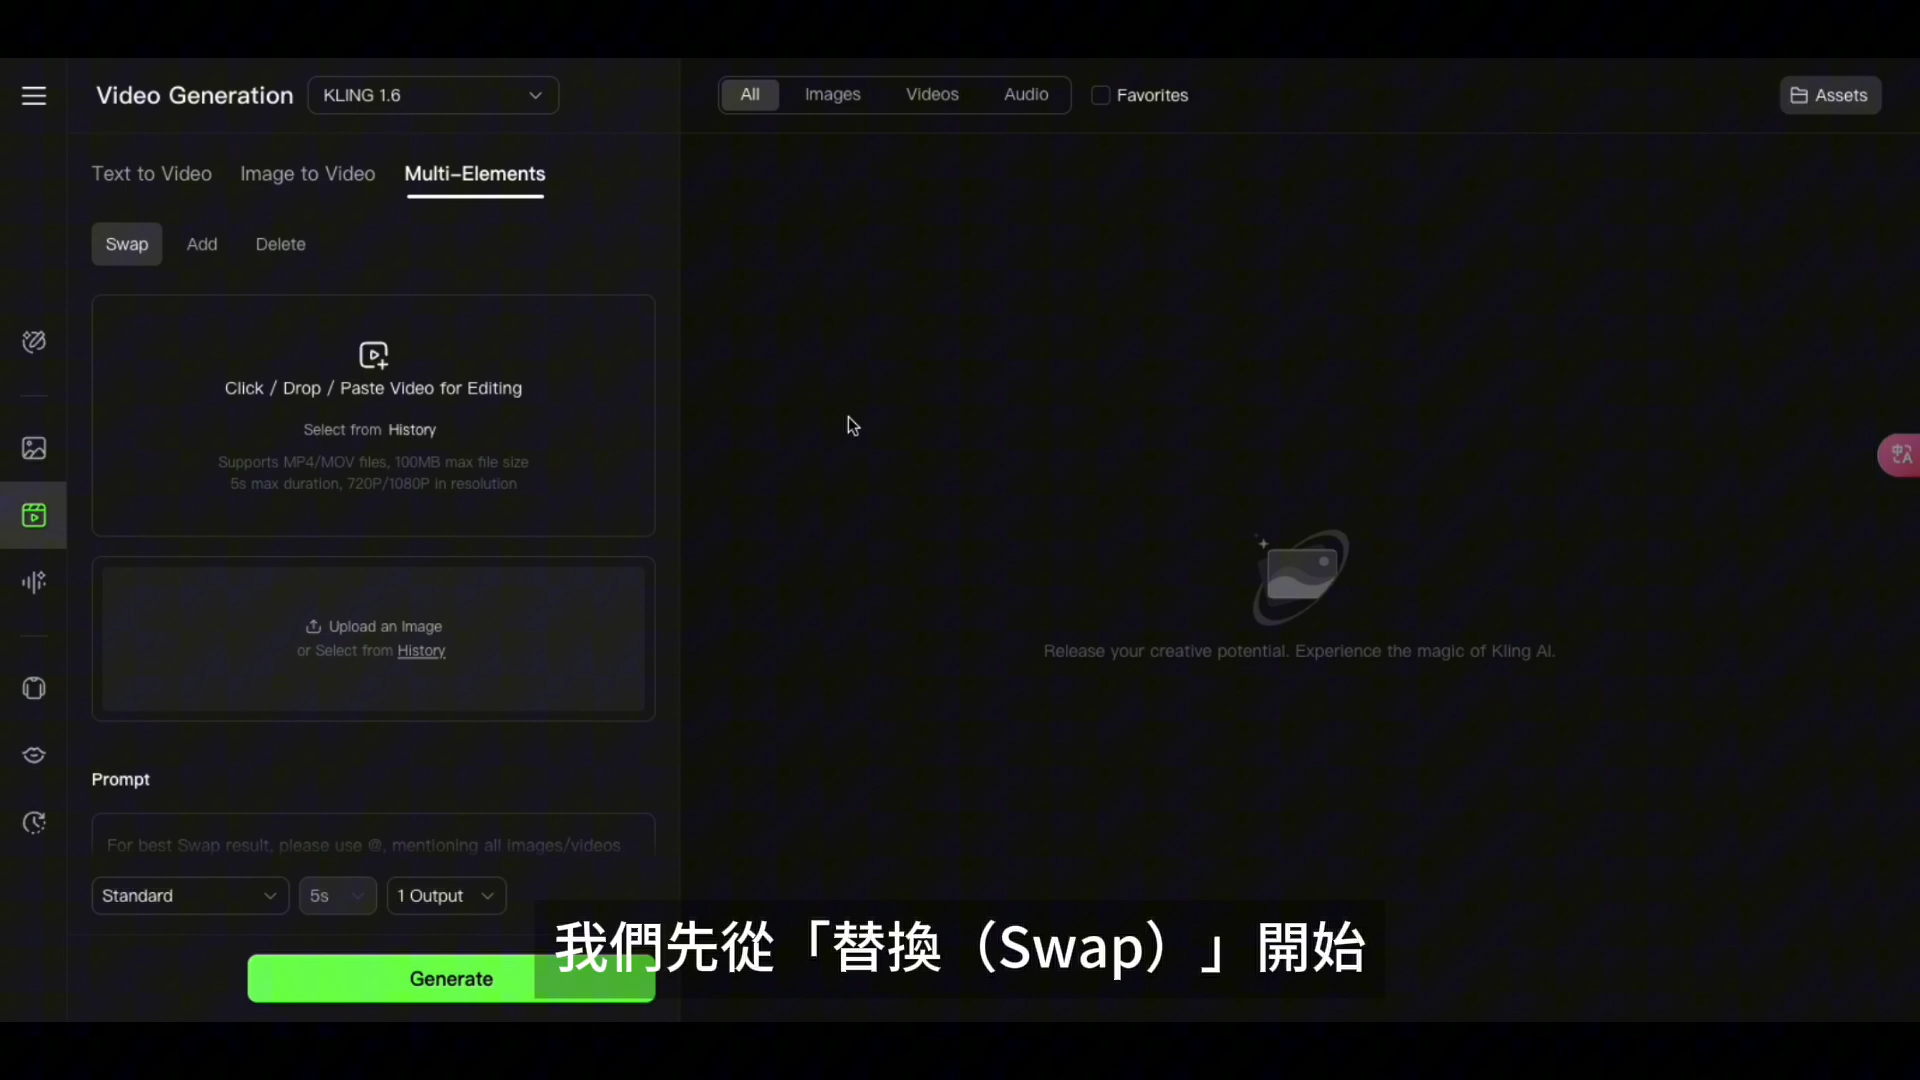 Video Generation
KLING 1.6
All
Images
Videos
Audio
Favorites
Assets
Text to Video
Image to Video
Multi-Elements
Swap
Add
Delete
Click / Drop / Paste Video for Editing
Select from History
Supports MP4/MOV files, 100MB max file size
5s max duration, 720P/1080P in resolution
Upload an Image
or Select from History
Release your creative potential. Experience the magic of Kling AI.
Prompt
For best Swap result, please use @, mentioning all images/videos
Standard
5s
1 Output
Generate
我們先從「替換（Swap）」開始
中A